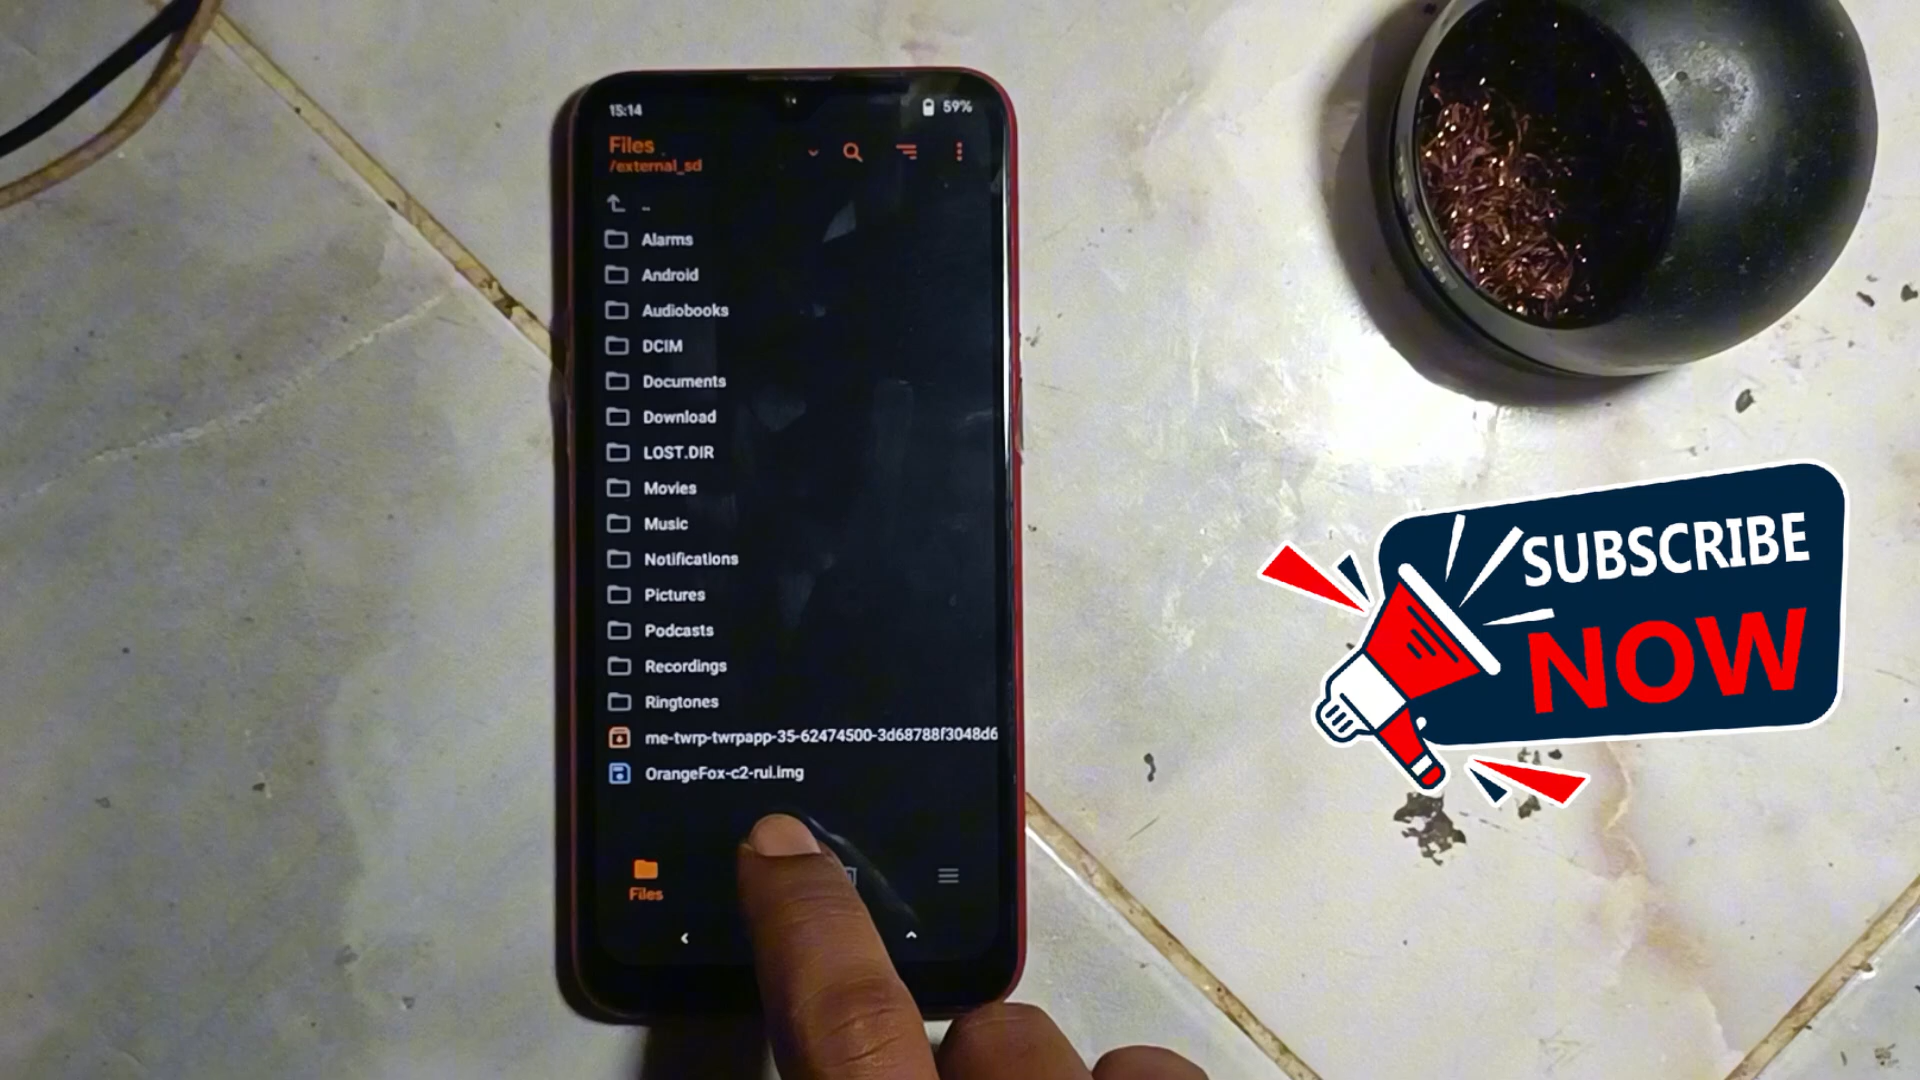 15:14
59%
Files
/external_sd
..
Alarms
Android
Audiobooks
DCIM
Documents
Download
LOST.DIR
Movies
Music
Notifications
Pictures
Podcasts
Recordings
Ringtones
me-twrp-twrpapp-35-62474500-3d68788f3048d6
OrangeFox-c2-rui.img
Files
SUBSCRIBE
NOW